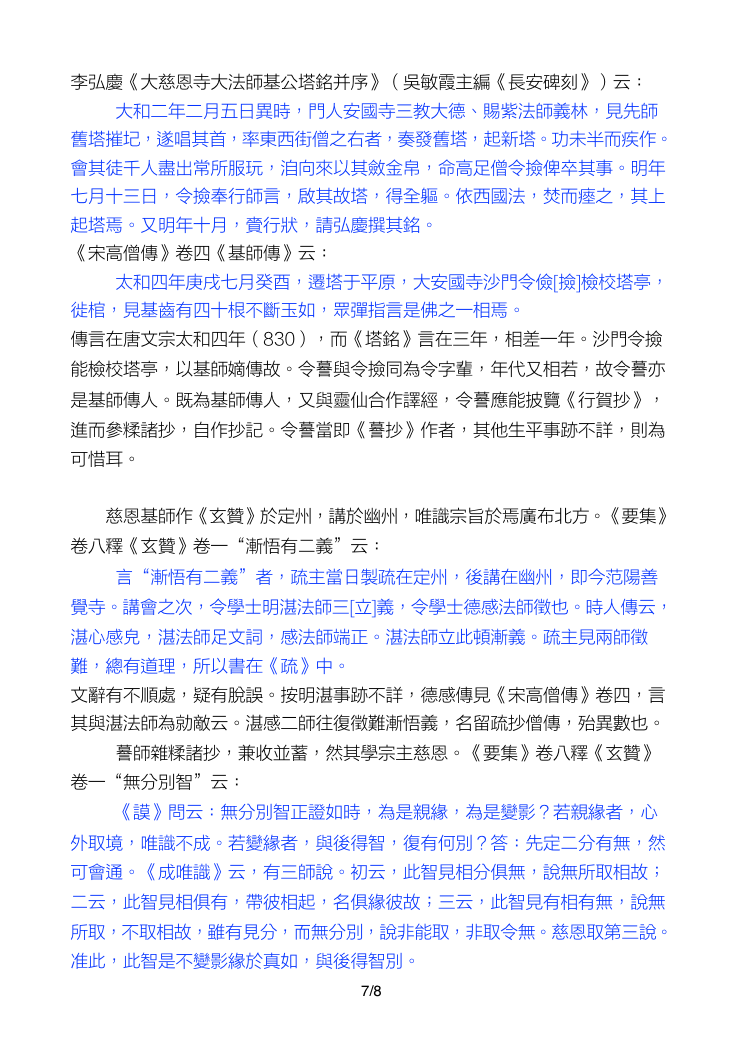 李弘慶《大慈恩寺大法師基公塔銘并序》（吳敏霞主編《長安碑刻》）云：
大和二年二月五日異時，門人安國寺三教大德、賜紫法師義林，見先師
舊塔摧圮，遂唱其首，率東西街僧之右者，奏發舊塔，起新塔。功未半而疾作。
會其徒千人盡出常所服玩，洎向來以其斂金帛，命高足僧令撿俾卒其事。明年
七月十三日，令撿奉行師言，啟其故塔，得全軀。依西國法，焚而瘞之，其上
起塔焉。又明年十月，賷行狀，請弘慶撰其銘。
《宋高僧傳》卷四《基師傳》云：
太和四年庚戌七月癸酉，遷塔于平原，大安國寺沙門令儉[撿]檢校塔亭，
徙棺，見基齒有四十根不斷玉如，眾彈指言是佛之一相焉。
傳言在唐文宗太和四年（830），而《塔銘》言在三年，相差一年。沙門令撿
能檢校塔亭，以基師嫡傳故。令謩與令撿同為令字輩，年代又相若，故令謩亦
是基師傳人。既為基師傳人，又與靈仙合作譯經，令謩應能披覽《行賀抄》，
進而參糅諸抄，自作抄記。令謩當即《謩抄》作者，其他生平事跡不詳，則為
可惜耳。
慈恩基師作《玄贊》於定州，講於幽州，唯識宗旨於焉廣布北方。《要集》
卷八釋《玄贊》卷一“漸悟有二義”云：
言“漸悟有二義”者，疏主當日製疏在定州，後講在幽州，即今范陽善
覺寺。講會之次，令學士明湛法師三[立]義，令學士德感法師徵也。時人傳云，
湛心感皃，湛法師足文詞，感法師端正。湛法師立此頓漸義。疏主見兩師徵
難，總有道理，所以書在《疏》中。
文辭有不順處，疑有脫誤。按明湛事跡不詳，德感傳見《宋高僧傳》卷四，言
其與湛法師為勍敵云。湛感二師往復徵難漸悟義，名留疏抄僧傳，殆異數也。
謩師雜糅諸抄，兼收並蓄，然其學宗主慈恩。《要集》卷八釋《玄贊》
卷一“無分別智”云：
《謨》問云：無分別智正證如時，為是親緣，為是變影？若親緣者，心
外取境，唯識不成。若變緣者，與後得智，復有何別？答：先定二分有無，然
可會通。《成唯識》云，有三師說。初云，此智見相分俱無，說無所取相故；
二云，此智見相俱有，帶彼相起，名俱緣彼故；三云，此智見有相有無，說無
所取，不取相故，雖有見分，而無分別，說非能取，非取令無。慈恩取第三說。
准此，此智是不變影緣於真如，與後得智別。
7/8